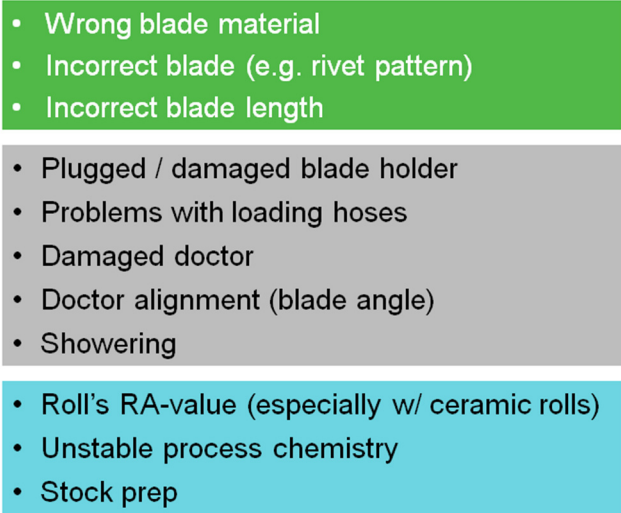 • Wrong blade material
• Incorrect blade (e.g. rivet pattern)
• Incorrect blade length
• Plugged / damaged blade holder
• Problems with loading hoses
• Damaged doctor
• Doctor alignment (blade angle)
• Showering
• Roll's RA-value (especially w/ ceramic rolls)
• Unstable process chemistry
• Stock prep